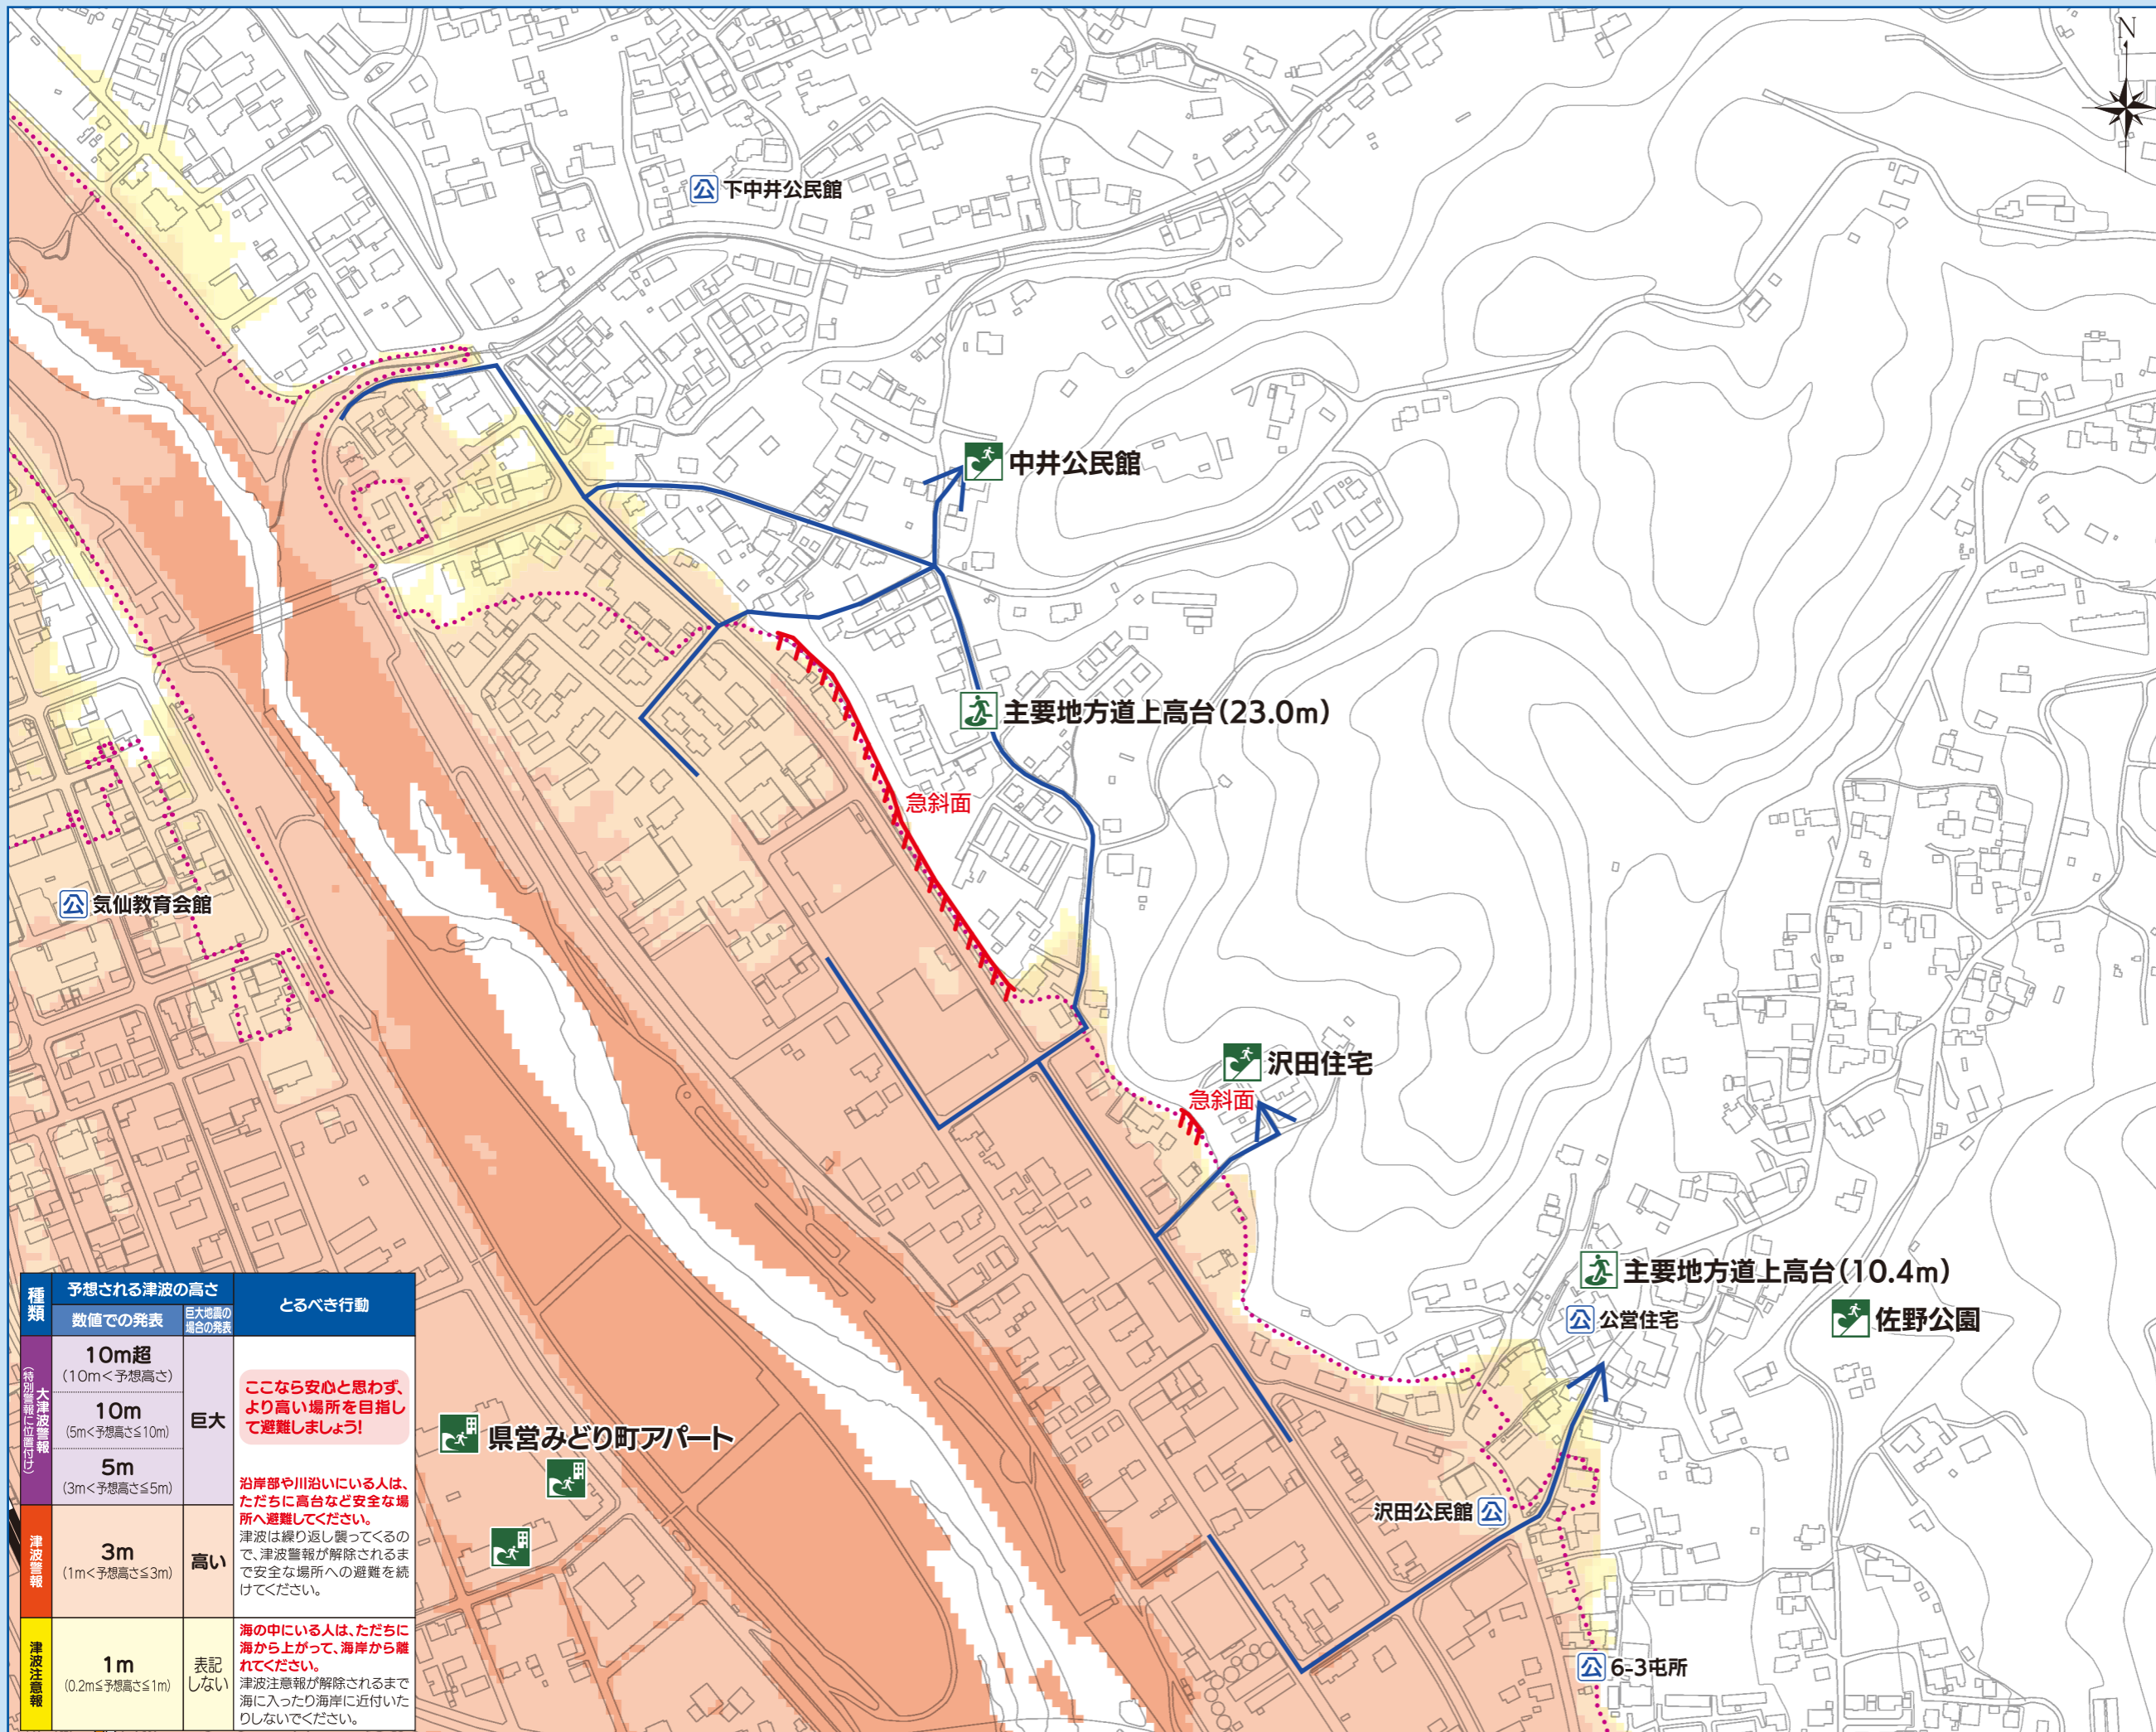 N
公 下中井公民館
中井公民館
主要地方道上高台(23.0m)
急斜面
公 気仙教育会館
沢田住宅
急斜面
主要地方道上高台(10.4m)
公 公営住宅
佐野公園
県営みどり町アパート
沢田公民館 公
公 6-3屯所
種類
予想される津波の高さ
とるべき行動
数値での発表
巨大地震の
場合の発表
大津波警報
(特別警報に位置付け)
10m超
(10m<予想高さ)
10m
(5m<予想高さ≦10m)
5m
(3m<予想高さ≦5m)
巨大
ここなら安心と思わず、
より高い場所を目指し
て避難しましょう!
沿岸部や川沿いにいる人は、
ただちに高台など安全な場
所へ避難してください。
津波は繰り返し襲ってくるの
で、津波警報が解除されるま
で安全な場所への避難を続
けてください。
津波警報
3m
(1m<予想高さ≦3m)
高い
津波注意報
1m
(0.2m≦予想高さ≦1m)
表記
しない
海の中にいる人は、ただちに
海から上がって、海岸から離
れてください。
津波注意報が解除されるまで
海に入ったり海岸に近付いた
りしないでください。